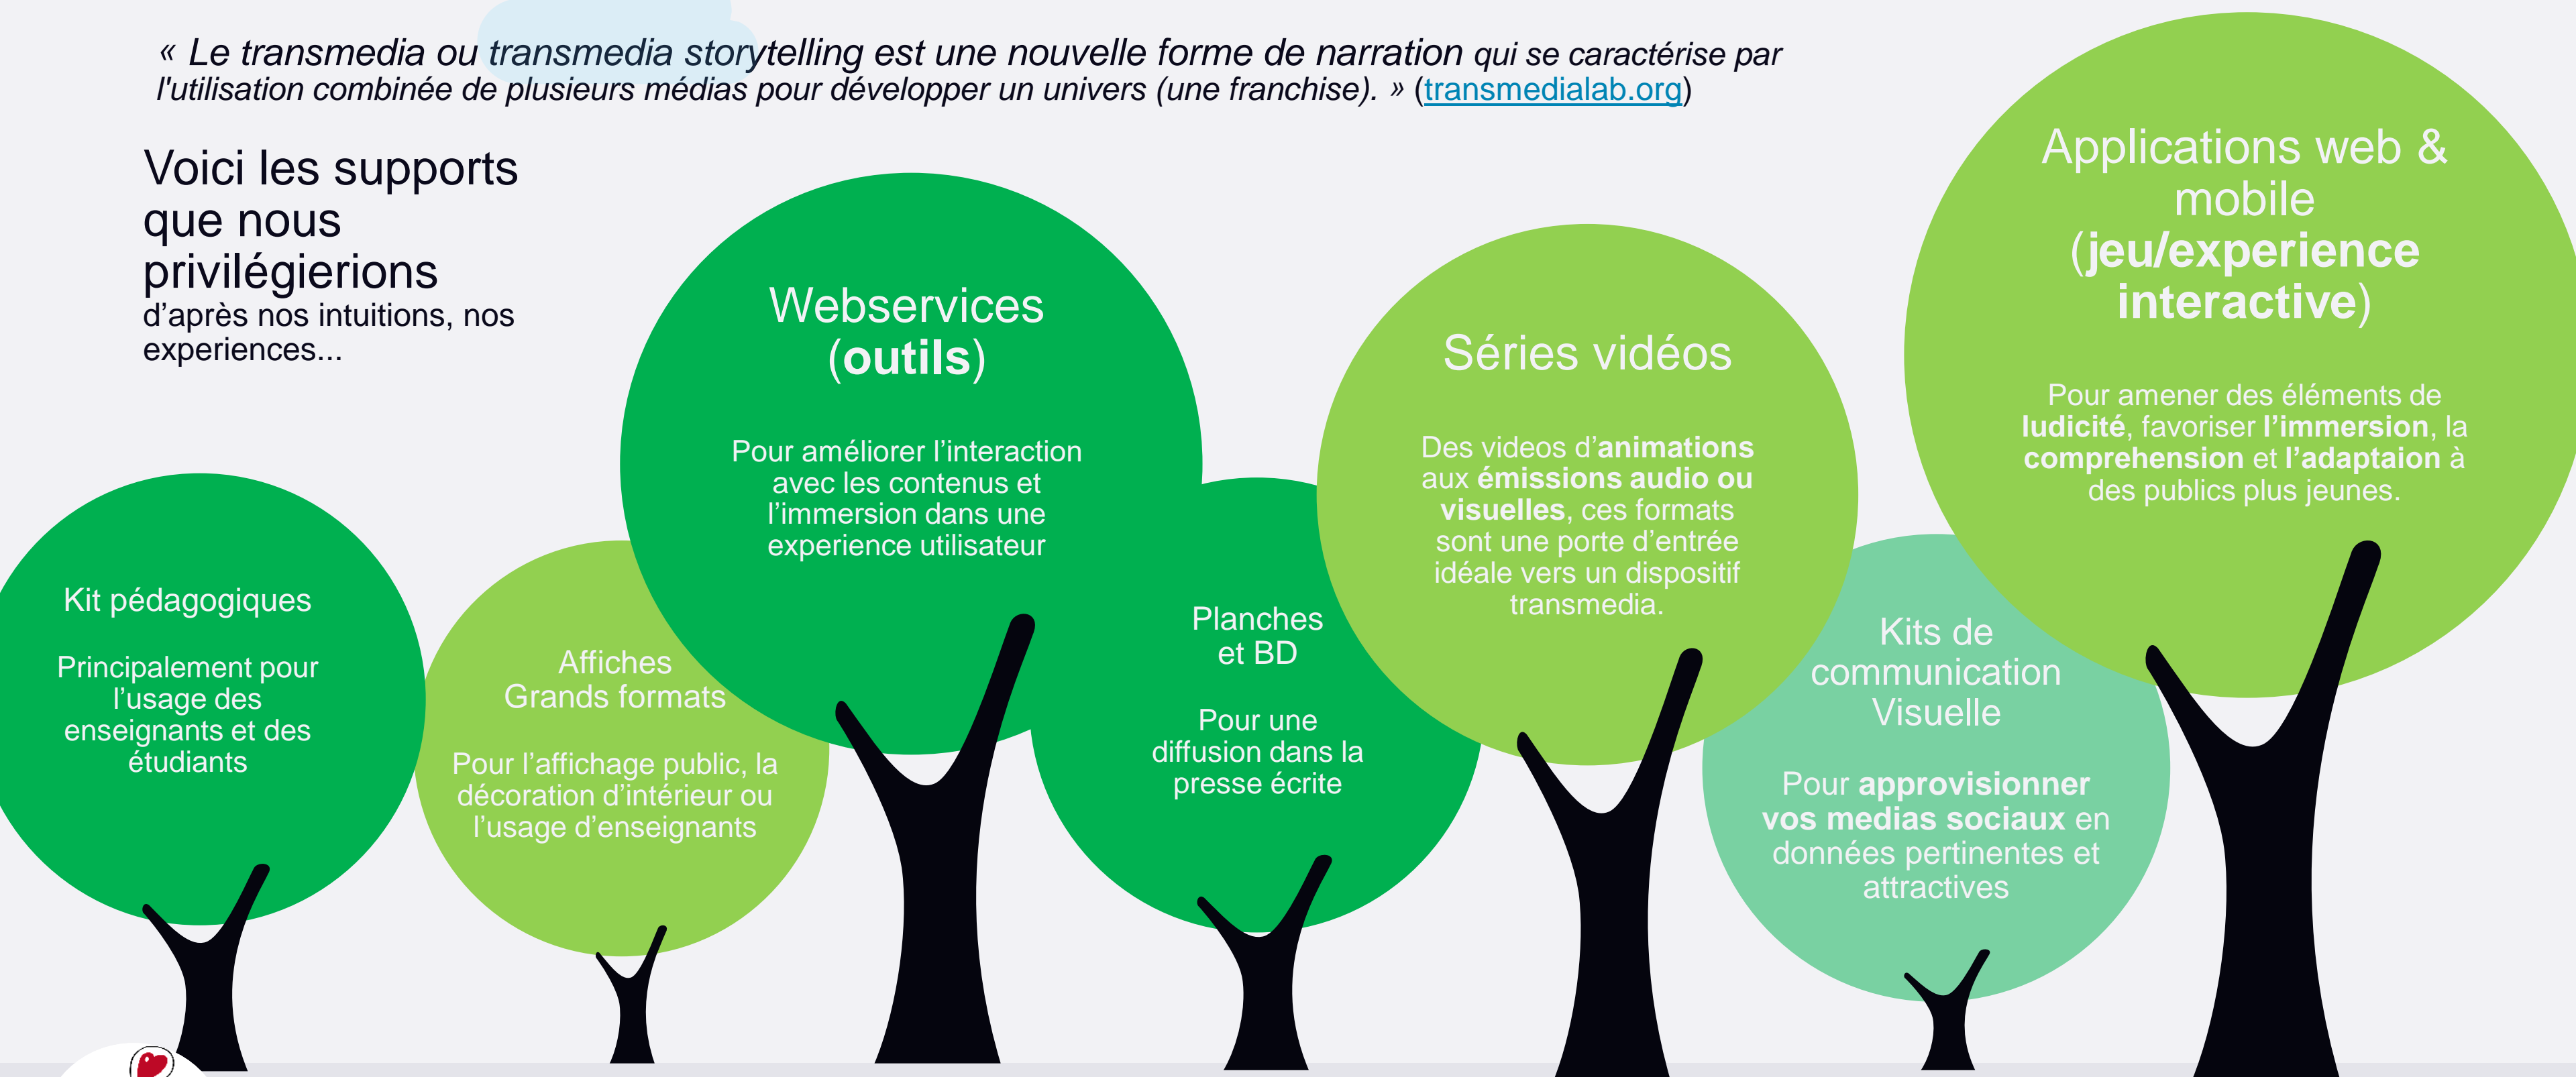 « Le transmedia ou transmedia storytelling est une nouvelle forme de narration qui se caractérise par
l'utilisation combinée de plusieurs médias pour développer un univers (une franchise). » (transmedialab.org)
Voici les supports
que nous
privilégierions
d’après nos intuitions, nos
experiences...
Kit pédagogiques
Principalement pour
l’usage des
enseignants et des
étudiants
Affiches
Grands formats
Pour l’affichage public, la
décoration d’intérieur ou
l’usage d’enseignants
Webservices
(outils)
Pour améliorer l’interaction
avec les contenus et
l’immersion dans une
experience utilisateur
Planches
et BD
Pour une
diffusion dans la
presse écrite
Séries vidéos
Des videos d’animations
aux émissions audio ou
visuelles, ces formats
sont une porte d’entrée
idéale vers un dispositif
transmedia.
Kits de
communication
Visuelle
Pour approvisionner
vos medias sociaux en
données pertinentes et
attractives
Applications web &
mobile
(jeu/experience
interactive)
Pour amener des éléments de
ludicité, favoriser l’immersion, la
comprehension et l’adaptaion à
des publics plus jeunes.